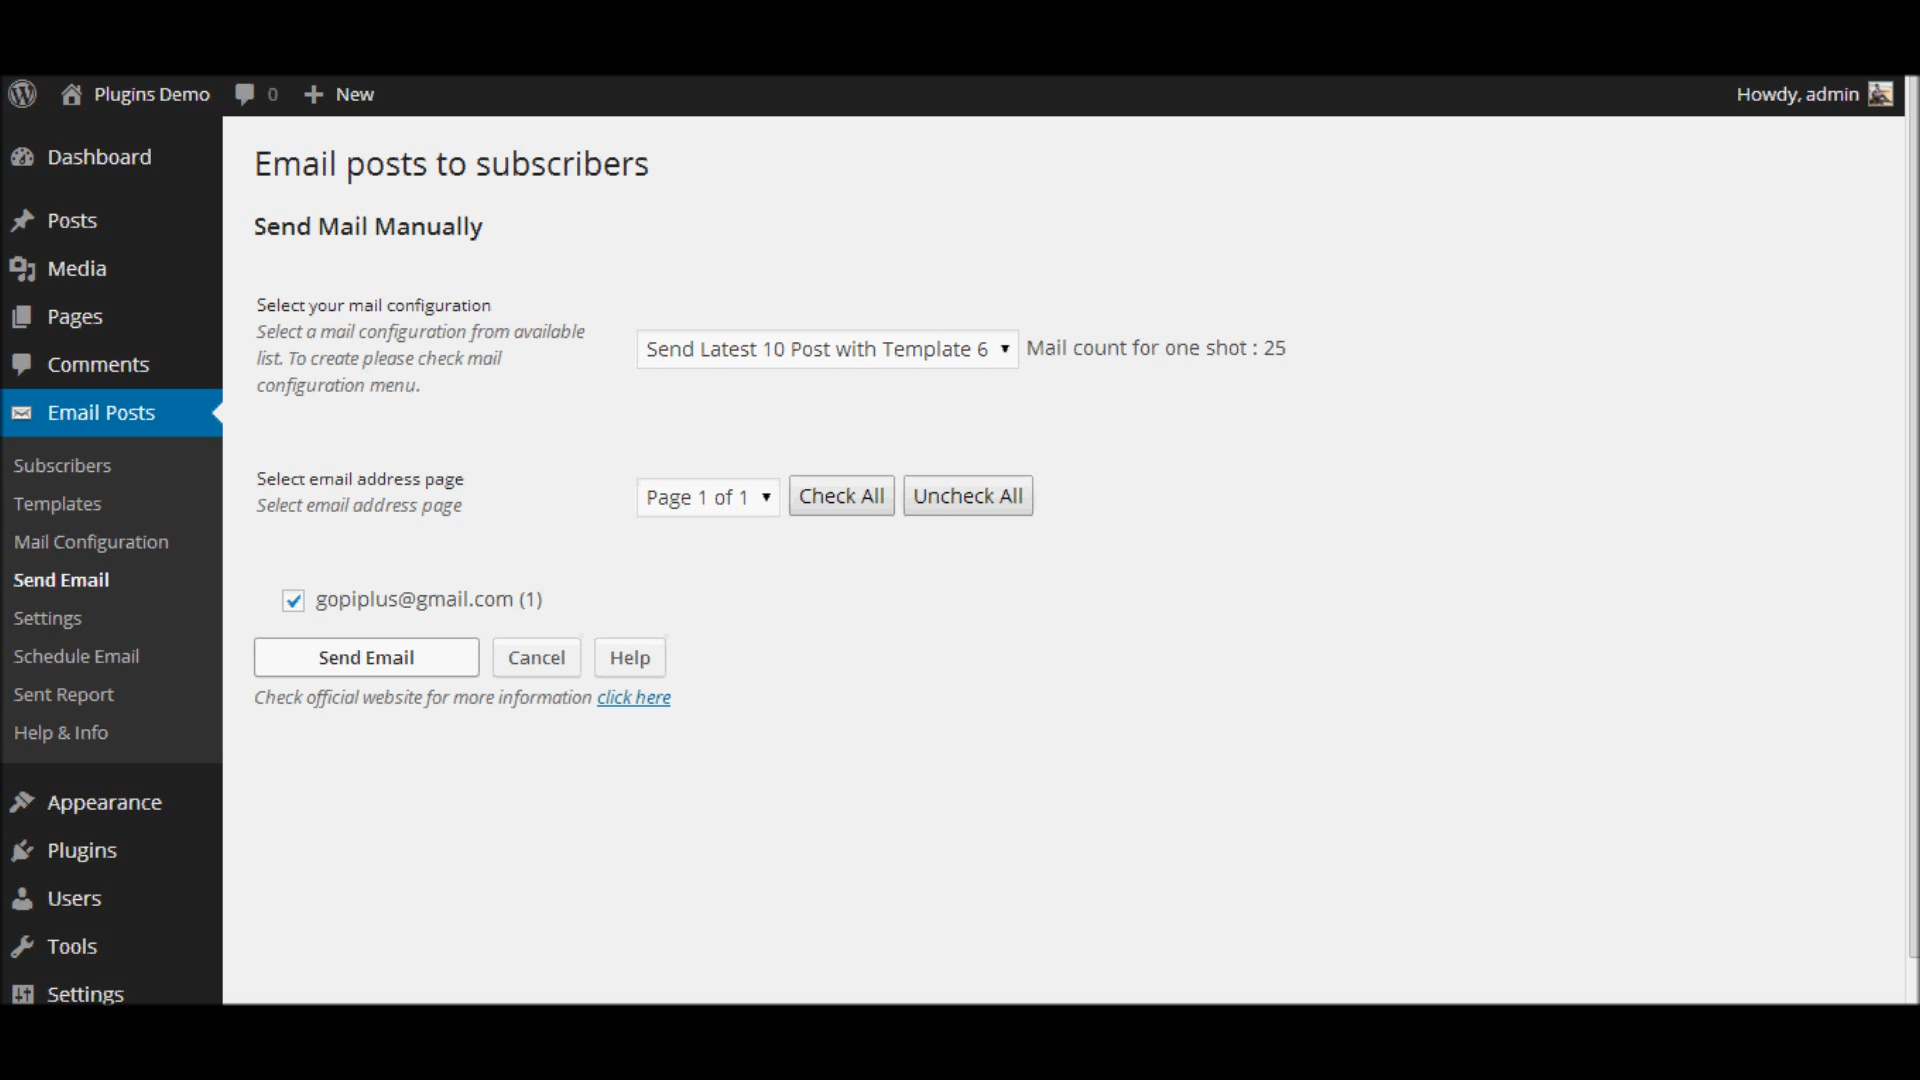 Plugins Demo 0 New Howdy, admin
Dashboard
Posts
Media
Pages
Comments
Email Posts
Subscribers
Templates
Mail Configuration
Send Email
Settings
Schedule Email
Sent Report
Help & Info
Appearance
Plugins
Users
Tools
Settings
Email posts to subscribers
Send Mail Manually
Select your mail configuration
Select a mail configuration from available
list. To create please check mail
configuration menu.
Send Latest 10 Post with Template 6 Mail count for one shot : 25
Select email address page
Select email address page
Page 1 of 1 Check All Uncheck All
gopiplus@gmail.com (1)
Send Email Cancel Help
Check official website for more information click here